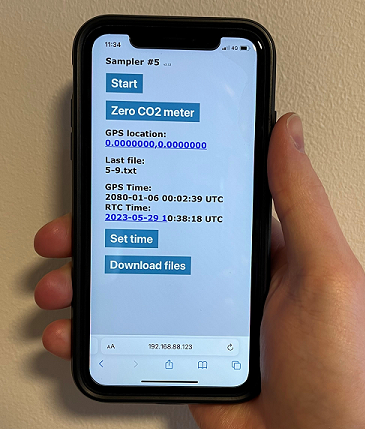 11:34
4G
Sampler #5
Start
Zero CO2 meter
GPS location:
0.0000000,0.0000000
Last file:
5-9.txt
GPS Time:
2080-01-06 00:02:39 UTC
RTC Time:
2023-05-29 10:38:18 UTC
Set time
Download files
AA 192.168.88.123